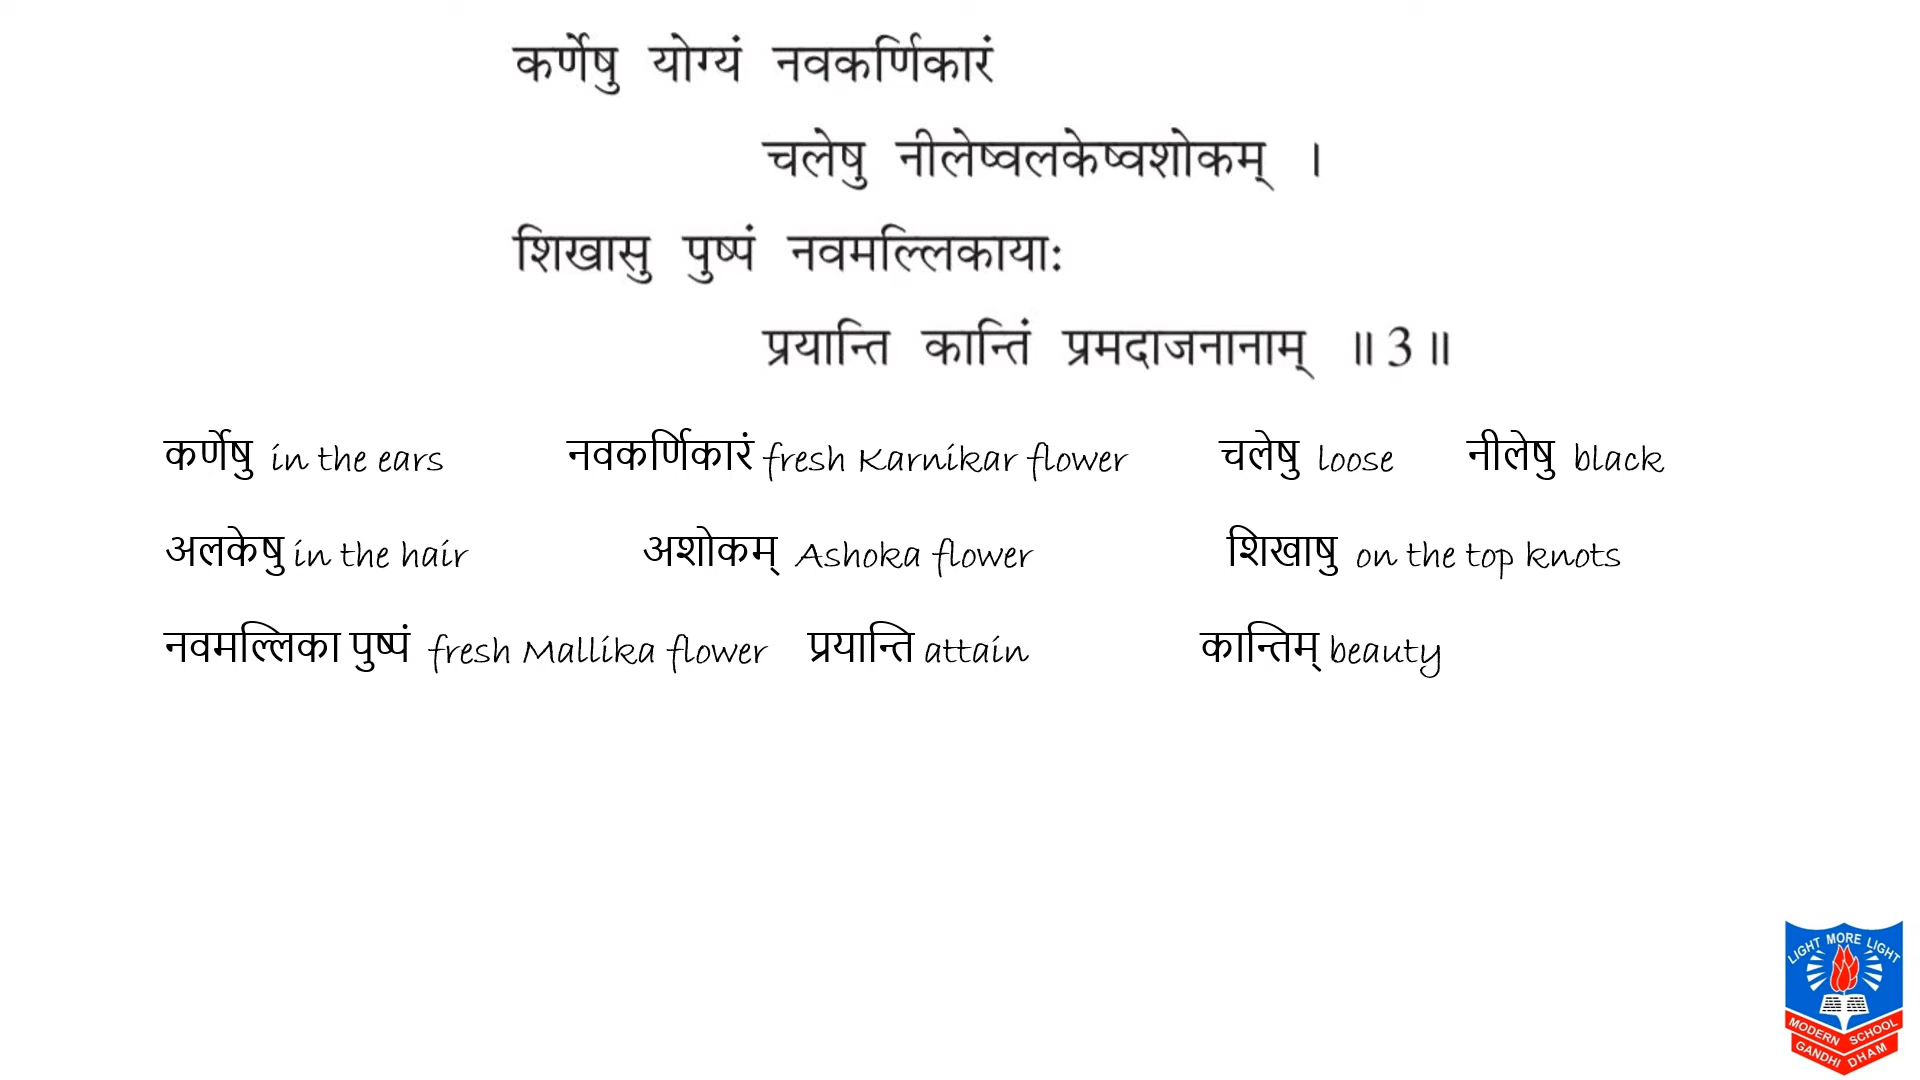 कर्णेषु योग्यं नवकर्णिकारं
चलेषु नीलेष्वलकेष्वशोकम् ।
शिखासु पुष्पं नवमल्लिकायाः
प्रयान्ति कान्तिं प्रमदाजनानाम् ॥3॥
कर्णेषु in the ears नवकर्णिकारं fresh Karnikar flower चलेषु loose नीलेषु black
अलकेषु in the hair अशोकम् Ashoka flower शिखाषु on the top knots
नवमल्लिका पुष्पं fresh Mallika flower प्रयान्ति attain कान्तिम् beauty
LIGHT MORE LIGHT
MODERN SCHOOL
GANDHI DHAM